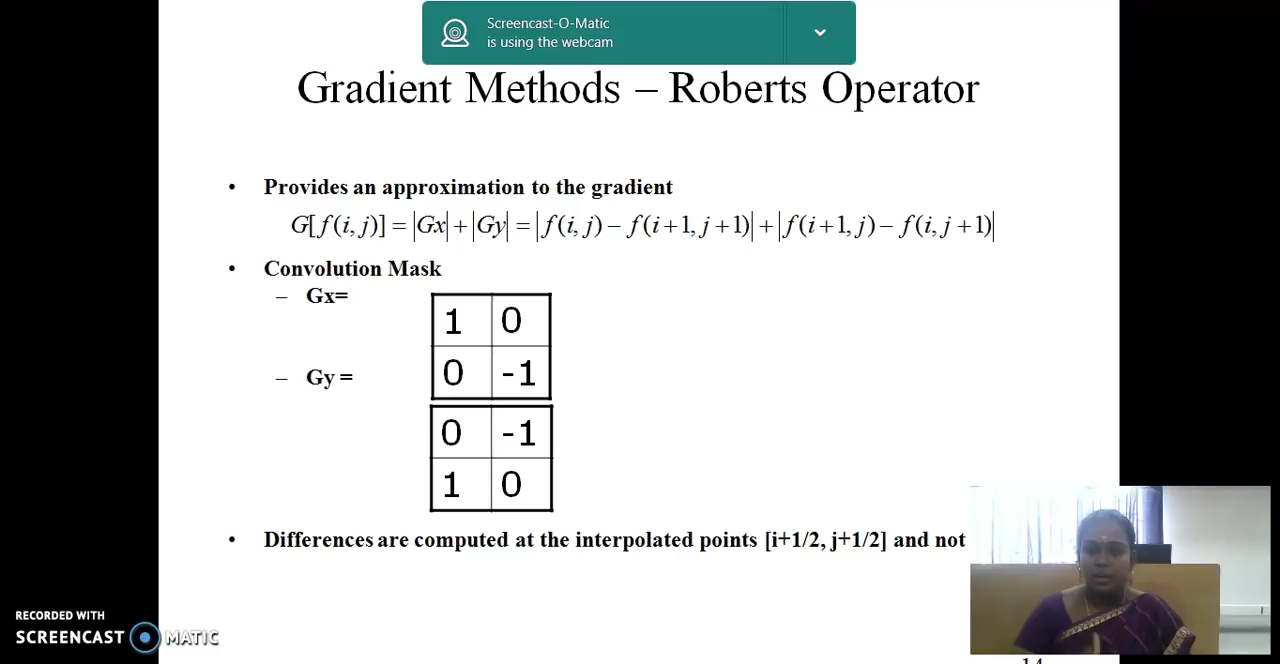 Screencast-O-Matic
is using the webcam
Gradient Methods – Roberts Operator
• Provides an approximation to the gradient
G[f(i, j)] = |Gx| + |Gy| = |f(i, j) − f(i+1, j+1)| + |f(i+1, j) − f(i, j+1)|
• Convolution Mask
– Gx=
1 0
0 -1
– Gy =
0 -1
1 0
• Differences are computed at the interpolated points [i+1/2, j+1/2] and not
RECORDED WITH
SCREENCAST MATIC